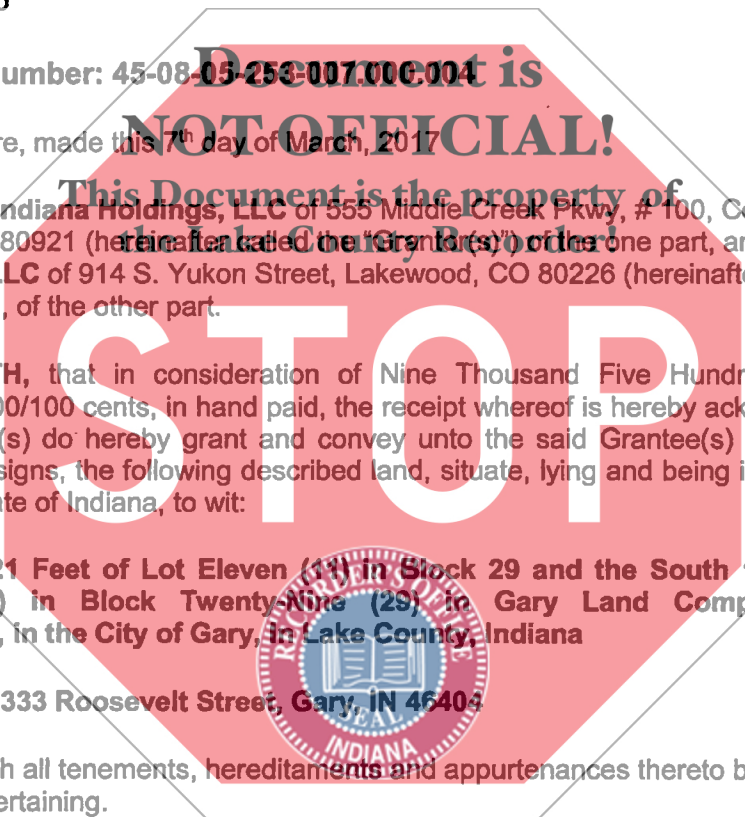 umber: 45-08-05-253-007.000.004
Document is
re, made this 7th day of March, 2017
NOT OFFICIAL!
This Document is the property of
ndiana Holdings, LLC of 555 Middle Creek Pkwy, # 100, Co
the Lake County Recorder!
80921 (hereinafter called the "Grantor(s)") of the one part, an
LC of 914 S. Yukon Street, Lakewood, CO 80226 (hereinafte
, of the other part.
STOP
TH, that in consideration of Nine Thousand Five Hundr
00/100 cents, in hand paid, the receipt whereof is hereby ack
(s) do hereby grant and convey unto the said Grantee(s)
signs, the following described land, situate, lying and being i
ate of Indiana, to wit:
21 Feet of Lot Eleven (11) in Block 29 and the South
) in Block Twenty-Nine (29) in Gary Land Comp
, in the City of Gary, in Lake County, Indiana
RECORDER'S OFFICE
SEAL
INDIANA
333 Roosevelt Street, Gary, IN 46404
h all tenements, hereditaments and appurtenances thereto b
ertaining.